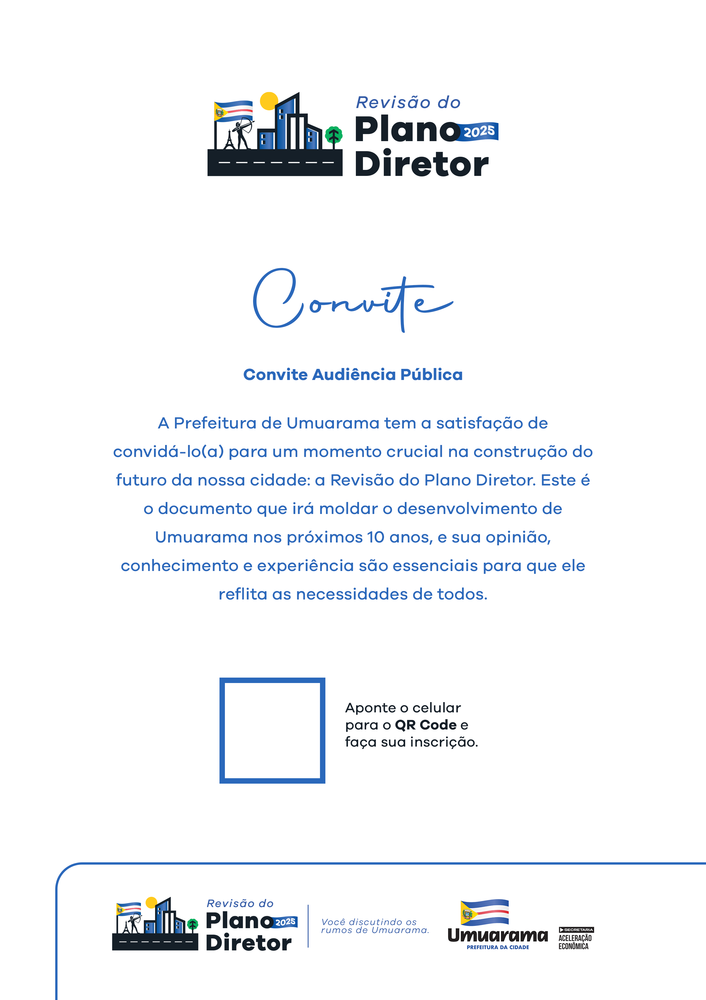 Revisão do
Plano 2025
Diretor
Convite
Convite Audiência Pública
A Prefeitura de Umuarama tem a satisfação de
convidá-lo(a) para um momento crucial na construção do
futuro da nossa cidade: a Revisão do Plano Diretor. Este é
o documento que irá moldar o desenvolvimento de
Umuarama nos próximos 10 anos, e sua opinião,
conhecimento e experiência são essenciais para que ele
reflita as necessidades de todos.
Aponte o celular
para o QR Code e
faça sua inscrição.
Revisão do
Plano 2025
Diretor
Você discutindo os
rumos de Umuarama.
Umuarama
PREFEITURA DA CIDADE
SECRETARIA
ACELERAÇÃO
ECONÔMICA